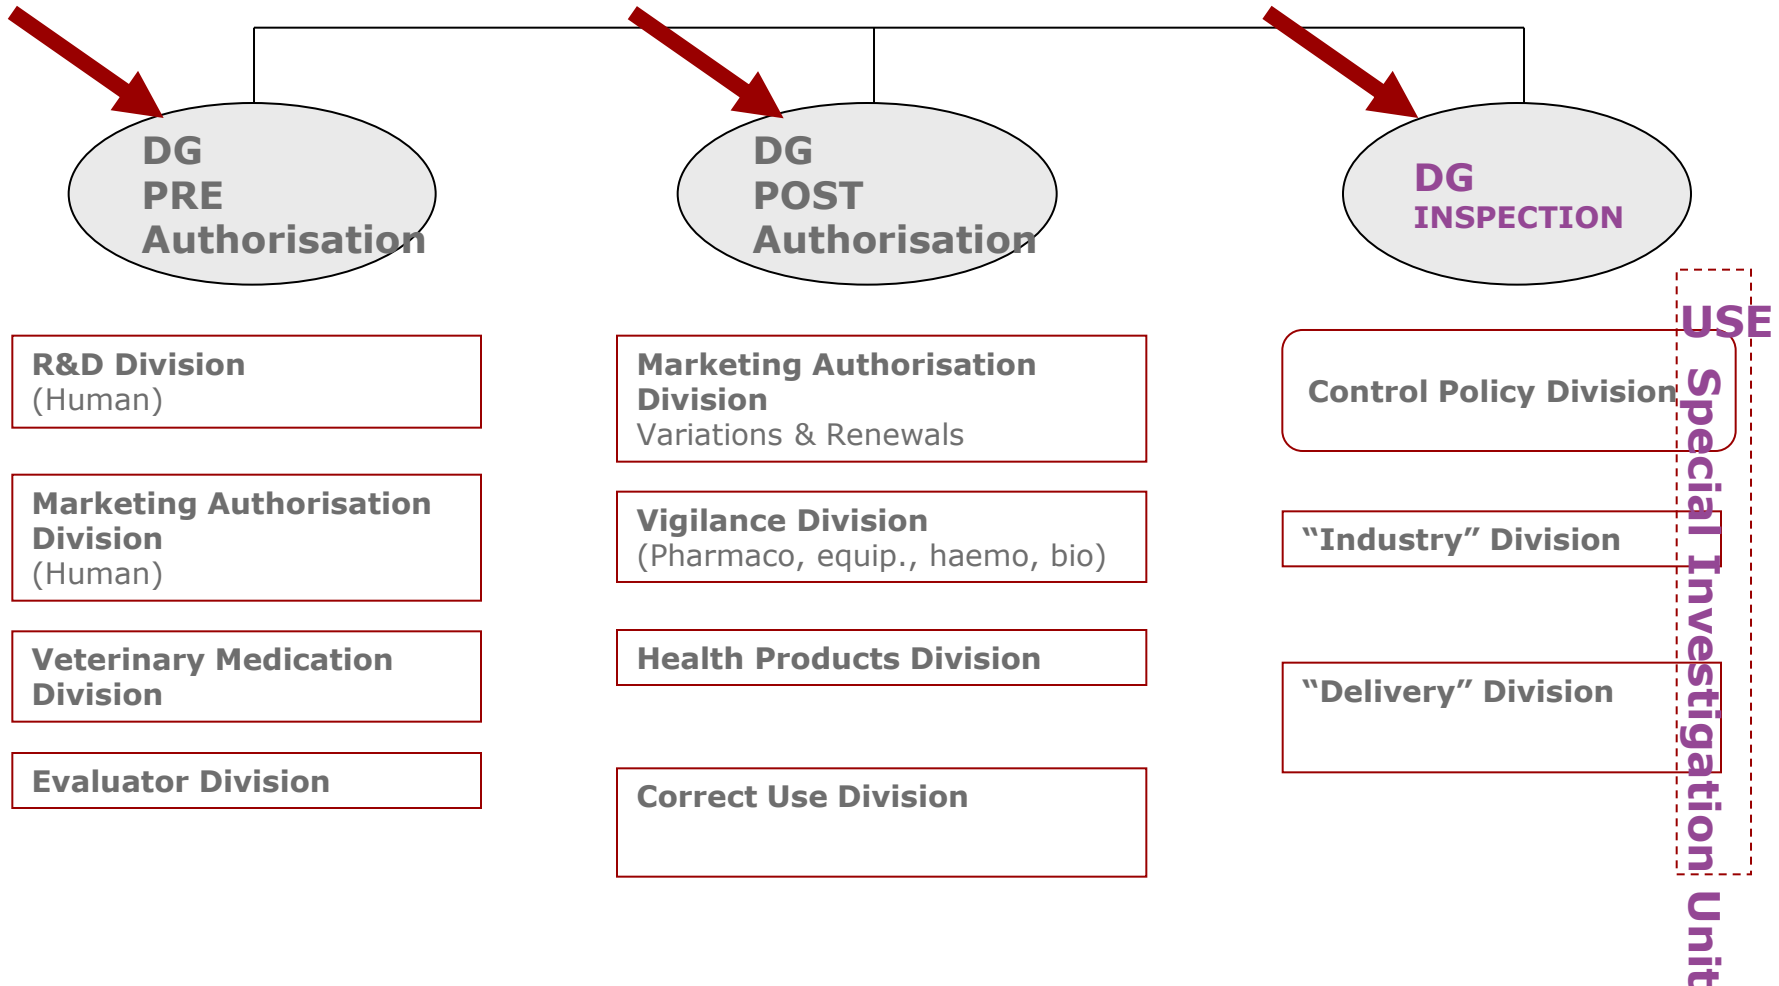 DG
PRE
Authorisation
R&D Division
(Human)
Marketing Authorisation
Division
(Human)
Veterinary Medication
Division
Evaluator Division
DG
POST
Authorisation
Marketing Authorisation
Division
Variations & Renewals
Vigilance Division
(Pharmaco, equip., haemo, bio)
Health Products Division
Correct Use Division
DG
INSPECTION
Control Policy Division
“Industry” Division
“Delivery” Division
USE
Special Investigation Unit